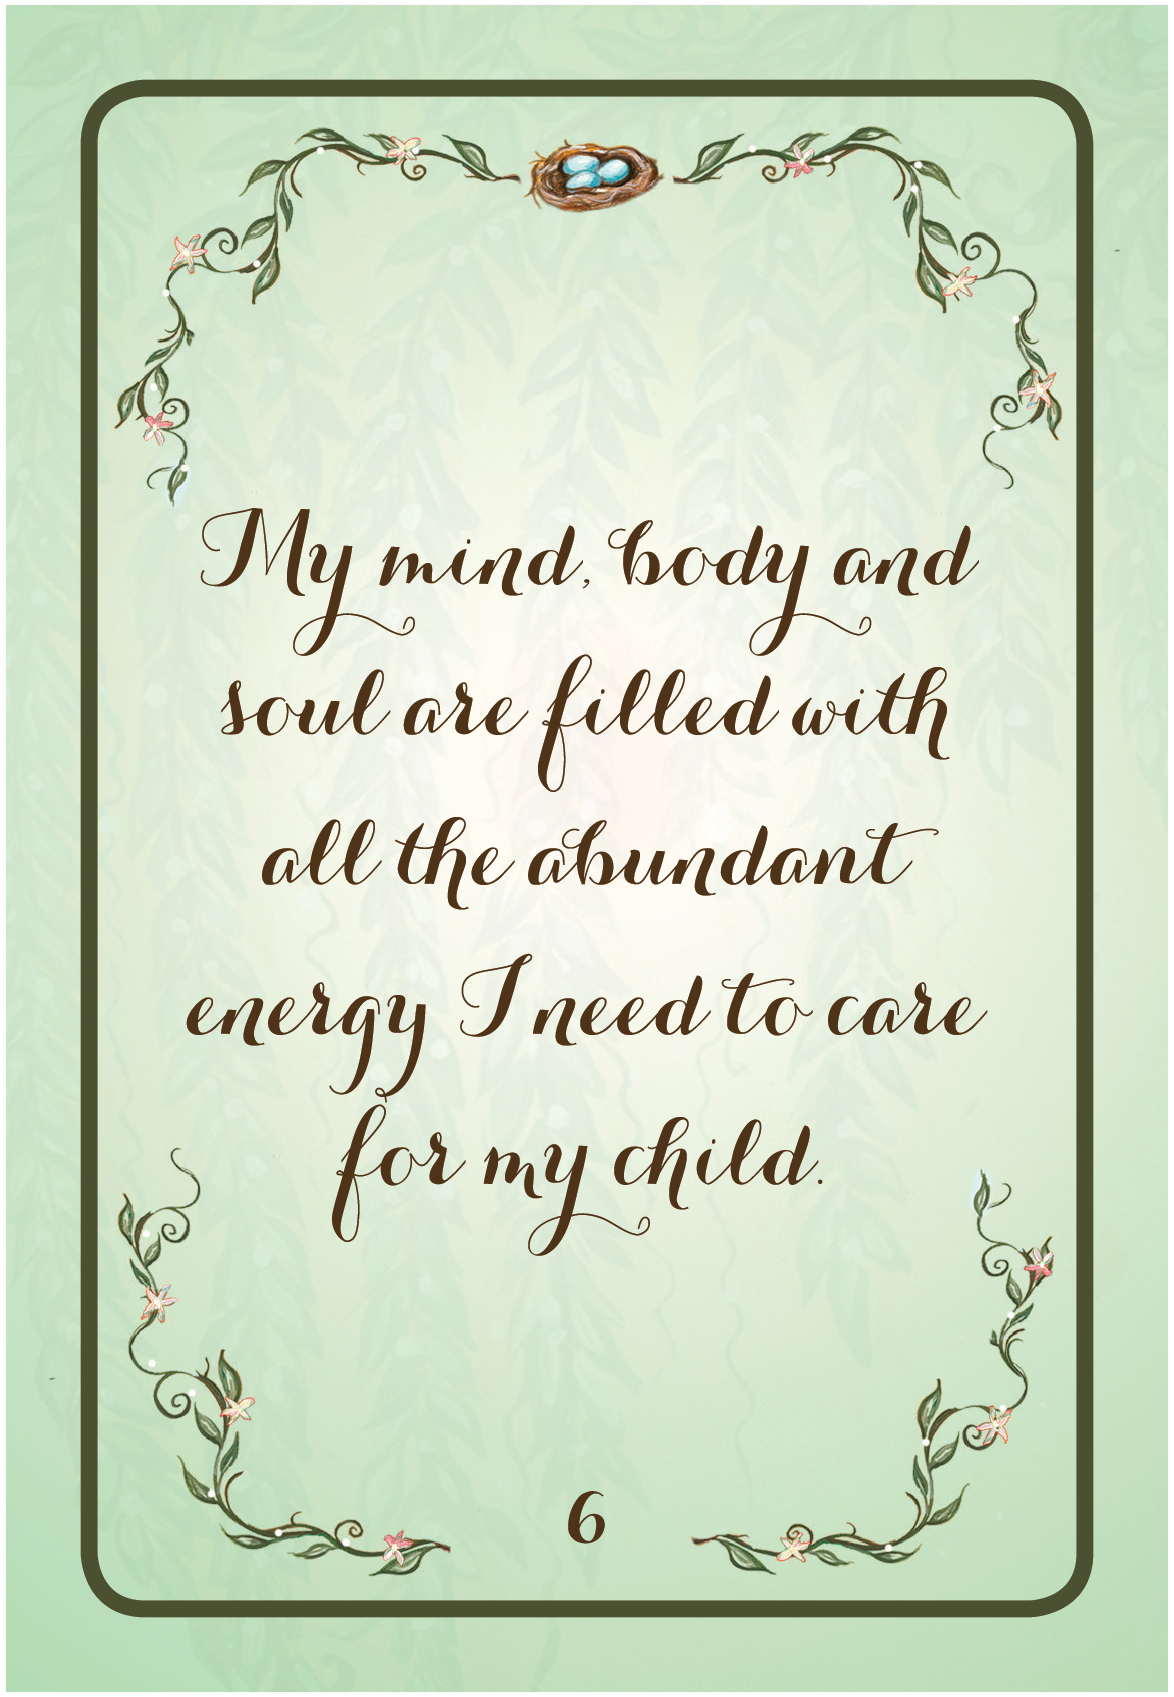 My mind, body and
soul are filled with
all the abundant
energy I need to care
for my child.
6